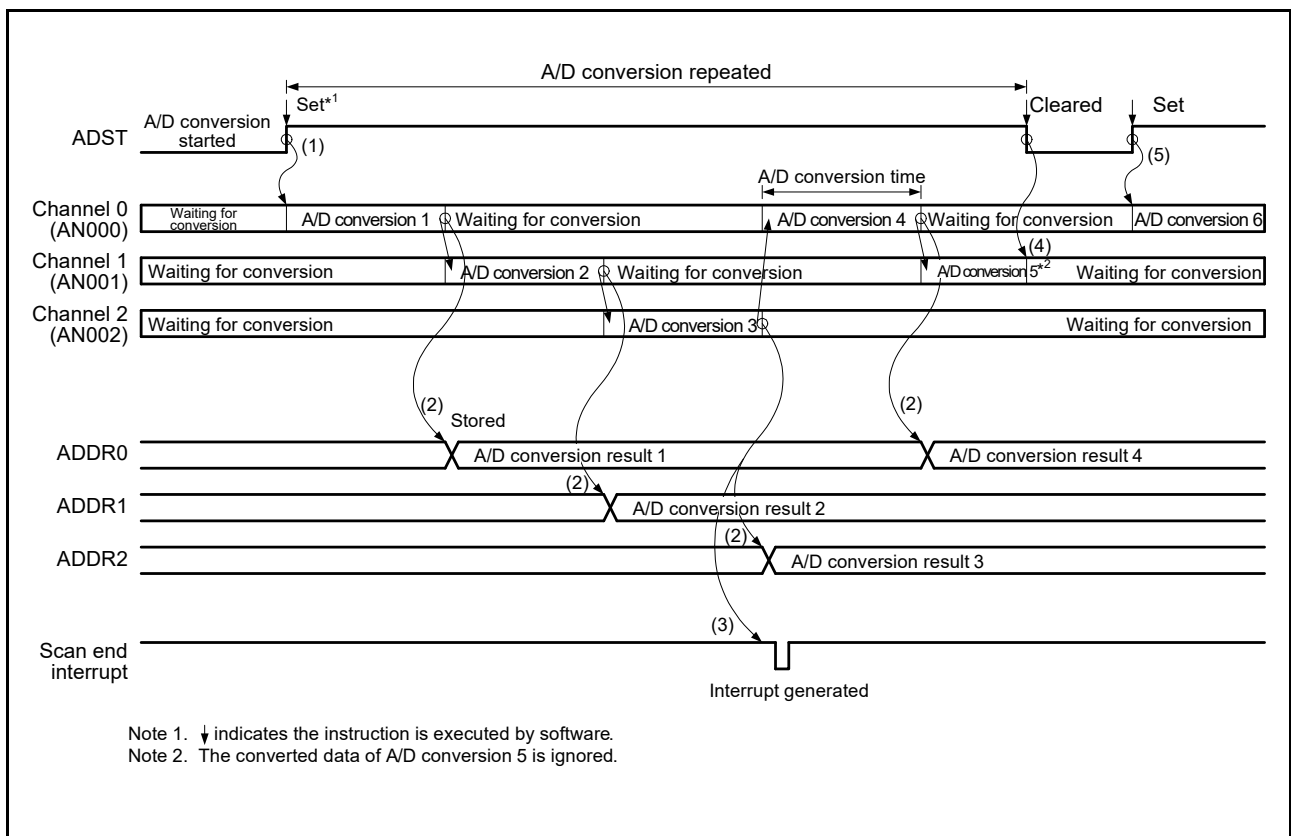 A/D conversion repeated
Set*1
Cleared
Set
ADST
A/D conversion
started
(1)
(5)
A/D conversion time
Channel 0
(AN000)
Waiting for
conversion
A/D conversion 1
Waiting for conversion
A/D conversion 4
Waiting for conversion
A/D conversion 6
(4)
Channel 1
(AN001)
Waiting for conversion
A/D conversion 2
Waiting for conversion
A/D conversion 5*2
Waiting for conversion
Channel 2
(AN002)
Waiting for conversion
A/D conversion 3
Waiting for conversion
(2)
Stored
(2)
ADDR0
A/D conversion result 1
A/D conversion result 4
(2)
ADDR1
A/D conversion result 2
(2)
ADDR2
A/D conversion result 3
(3)
Scan end
interrupt
Interrupt generated
Note 1. ↓ indicates the instruction is executed by software.
Note 2. The converted data of A/D conversion 5 is ignored.